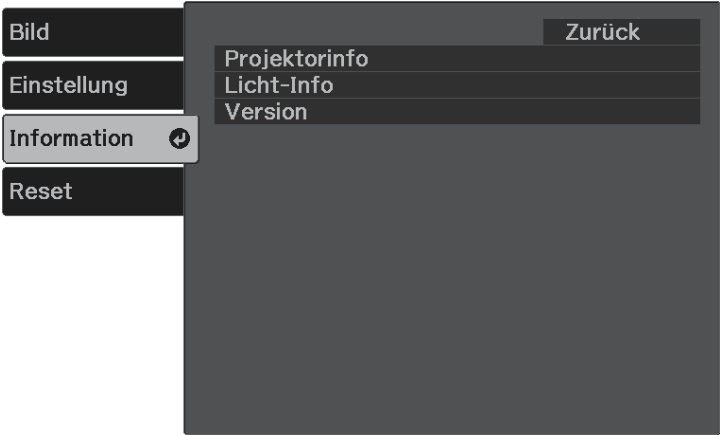 Bild
Einstellung
Information
Reset
Zurück
Projektorinfo
Licht-Info
Version